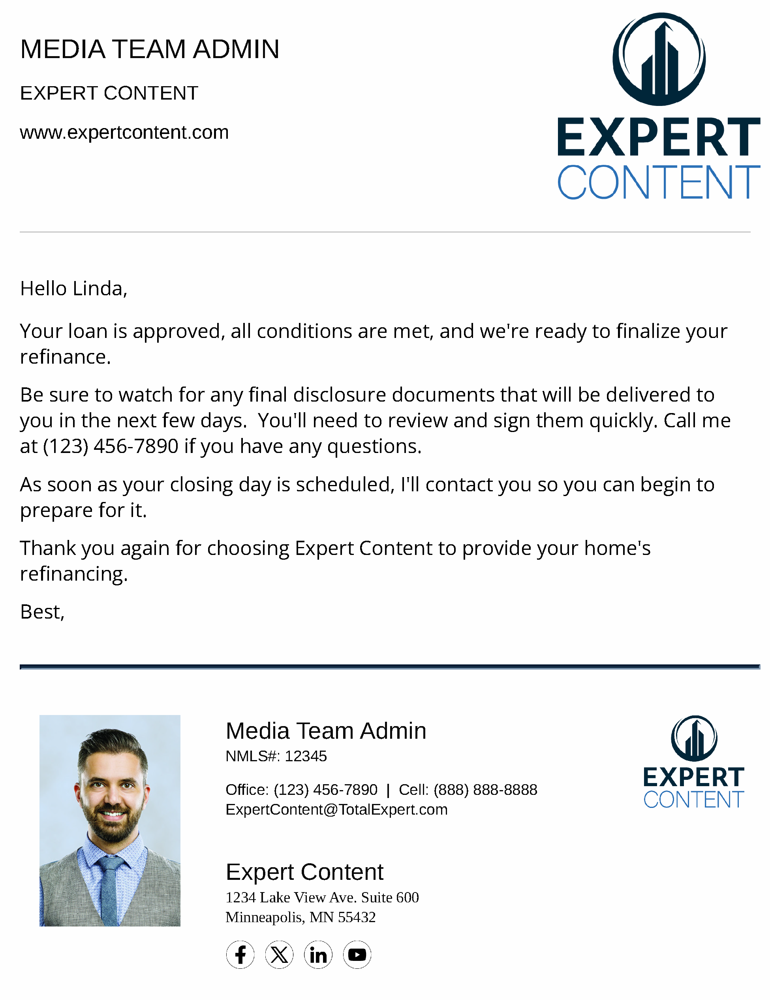 MEDIA TEAM ADMIN
EXPERT CONTENT
www.expertcontent.com
EXPERT
CONTENT
Hello Linda,
Your loan is approved, all conditions are met, and we're ready to finalize your
refinance.
Be sure to watch for any final disclosure documents that will be delivered to
you in the next few days.  You'll need to review and sign them quickly. Call me
at (123) 456-7890 if you have any questions.
As soon as your closing day is scheduled, I'll contact you so you can begin to
prepare for it.
Thank you again for choosing Expert Content to provide your home's
refinancing.
Best,
Media Team Admin
NMLS#: 12345
Office: (123) 456-7890 | Cell: (888) 888-8888
ExpertContent@TotalExpert.com
EXPERT
CONTENT
Expert Content
1234 Lake View Ave. Suite 600
Minneapolis, MN 55432